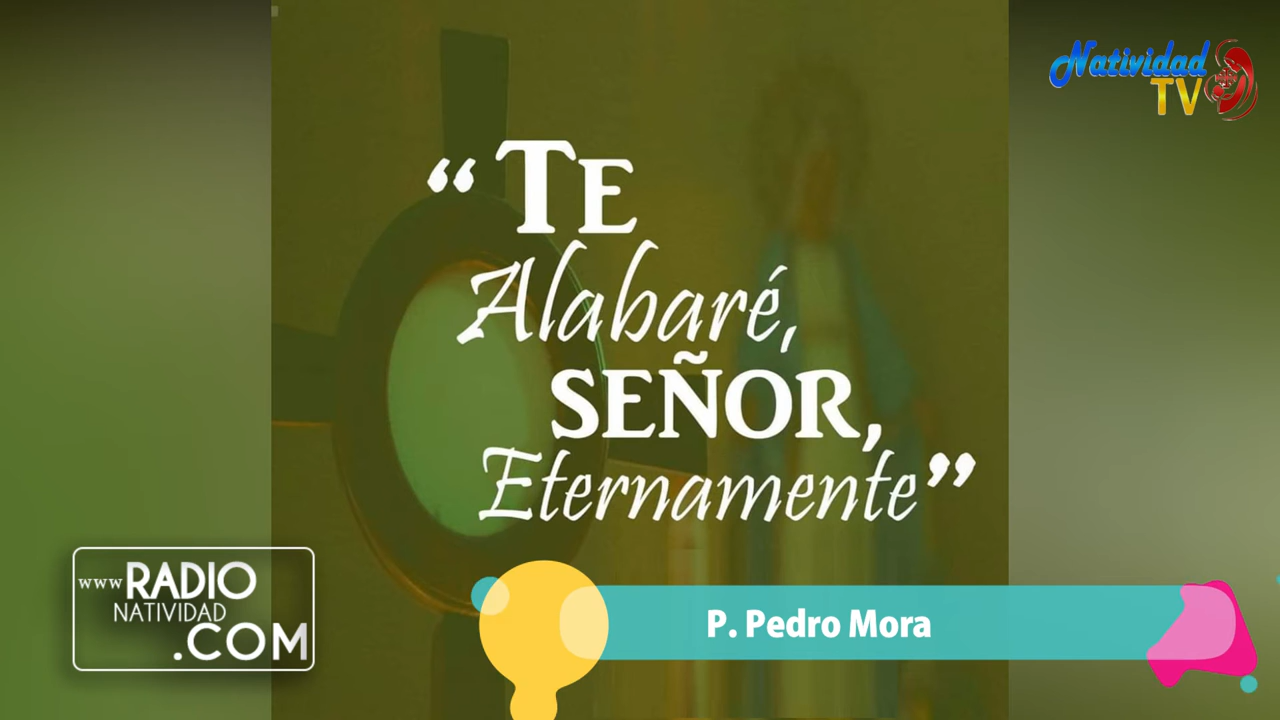 Natividad
TV
“TE
Alabaré,
SEÑOR,
Eternamente”
www RADIO
NATIVIDAD
.COM
P. Pedro Mora